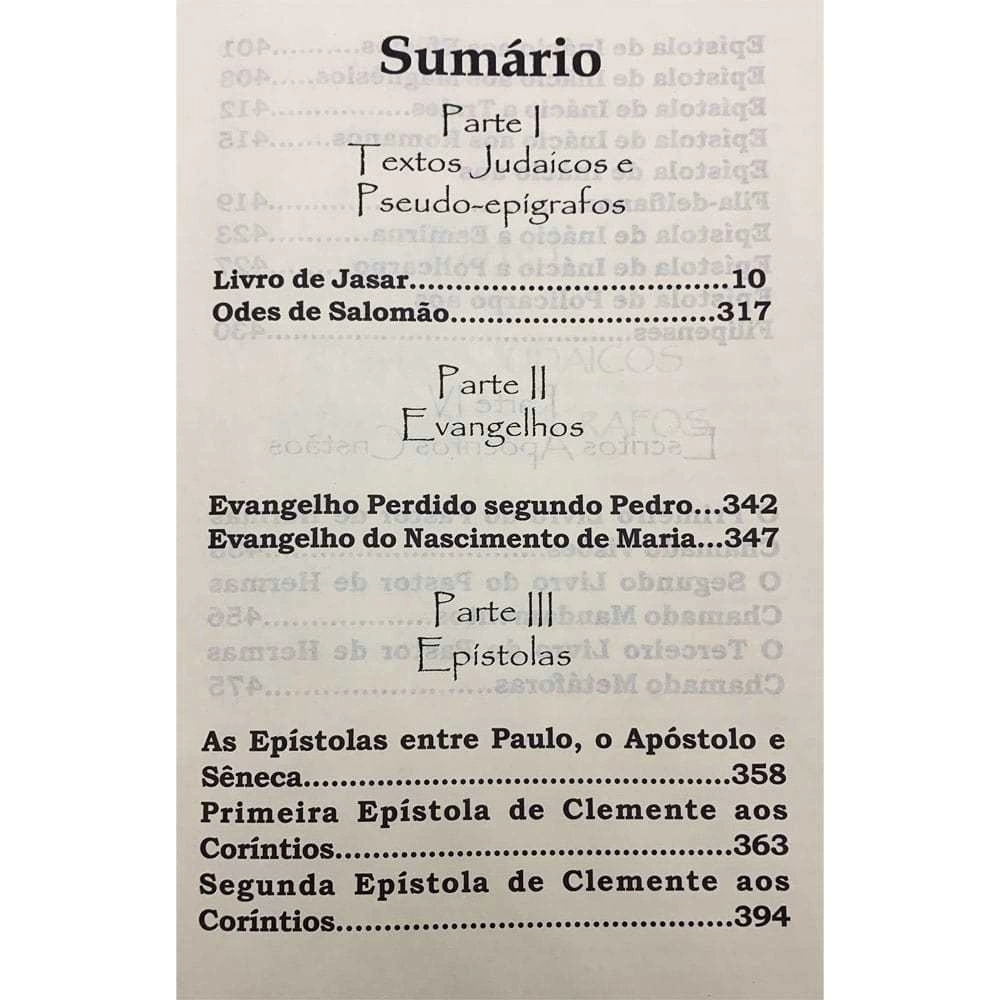 Sumário
Parte I
Textos Judaicos e
Pseudo-epígrafos
Livro de Jasar......................................10
Odes de Salomão..............................317
Parte II
Evangelhos
Evangelho Perdido segundo Pedro...342
Evangelho do Nascimento de Maria...347
Parte III
Epístolas
As Epístolas entre Paulo, o Apóstolo e
Sêneca..................................................358
Primeira Epístola de Clemente aos
Coríntios..............................................363
Segunda Epístola de Clemente aos
Coríntios..............................................394